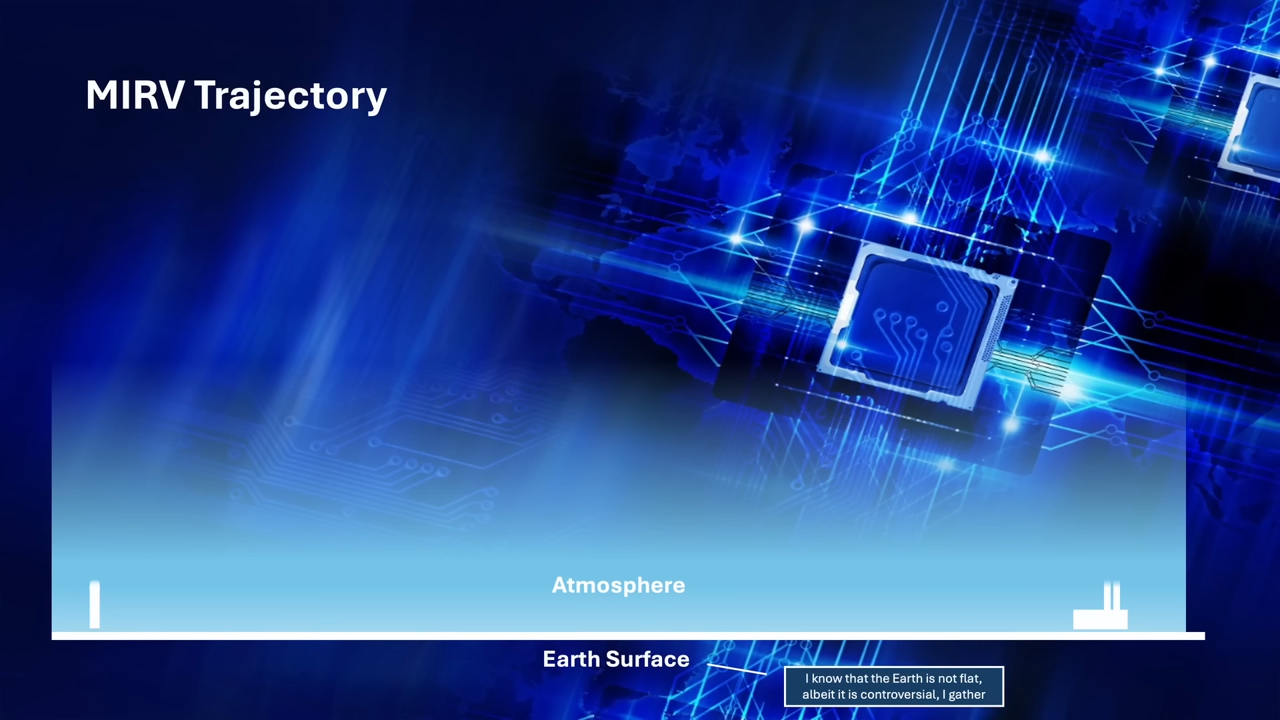 MIRV Trajectory
Atmosphere
Earth Surface
I know that the Earth is not flat,
albeit it is controversial, I gather